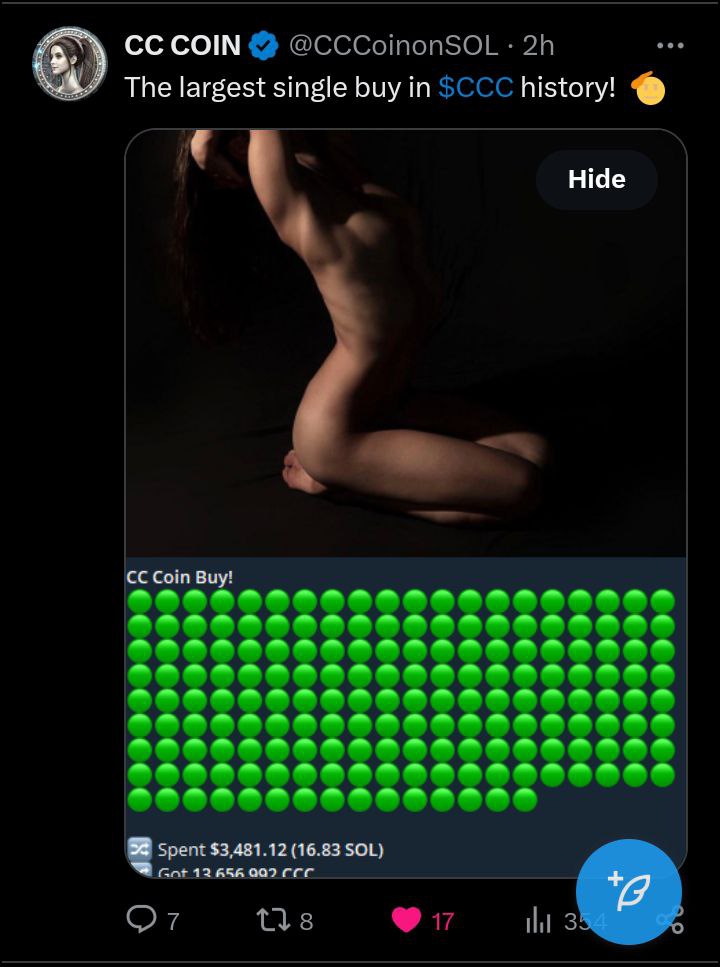 CC COIN @CCCoinonSOL · 2h
The largest single buy in $CCC history! 🫡
Hide
CC Coin Buy!
🔀 Spent $3,481.12 (16.83 SOL)
🔀 Got 13,656,992 CCC
7 8 17 354